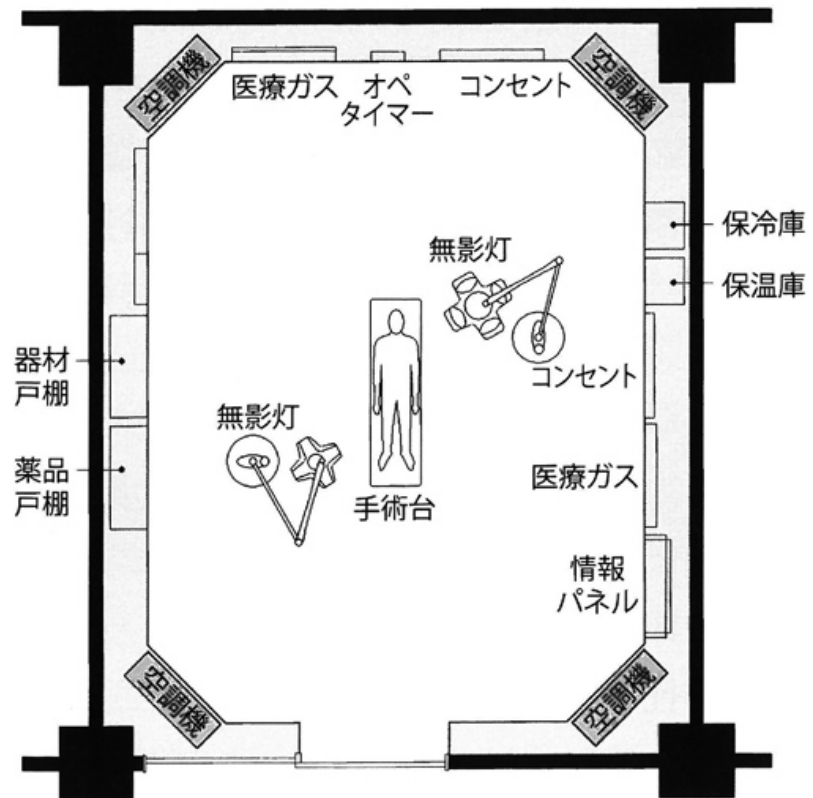 空調機
空調機
医療ガス
オペ
タイマー
コンセント
保冷庫
無影灯
保温庫
器材
戸棚
コンセント
無影灯
薬品
戸棚
医療ガス
手術台
情報
パネル
空調機
空調機